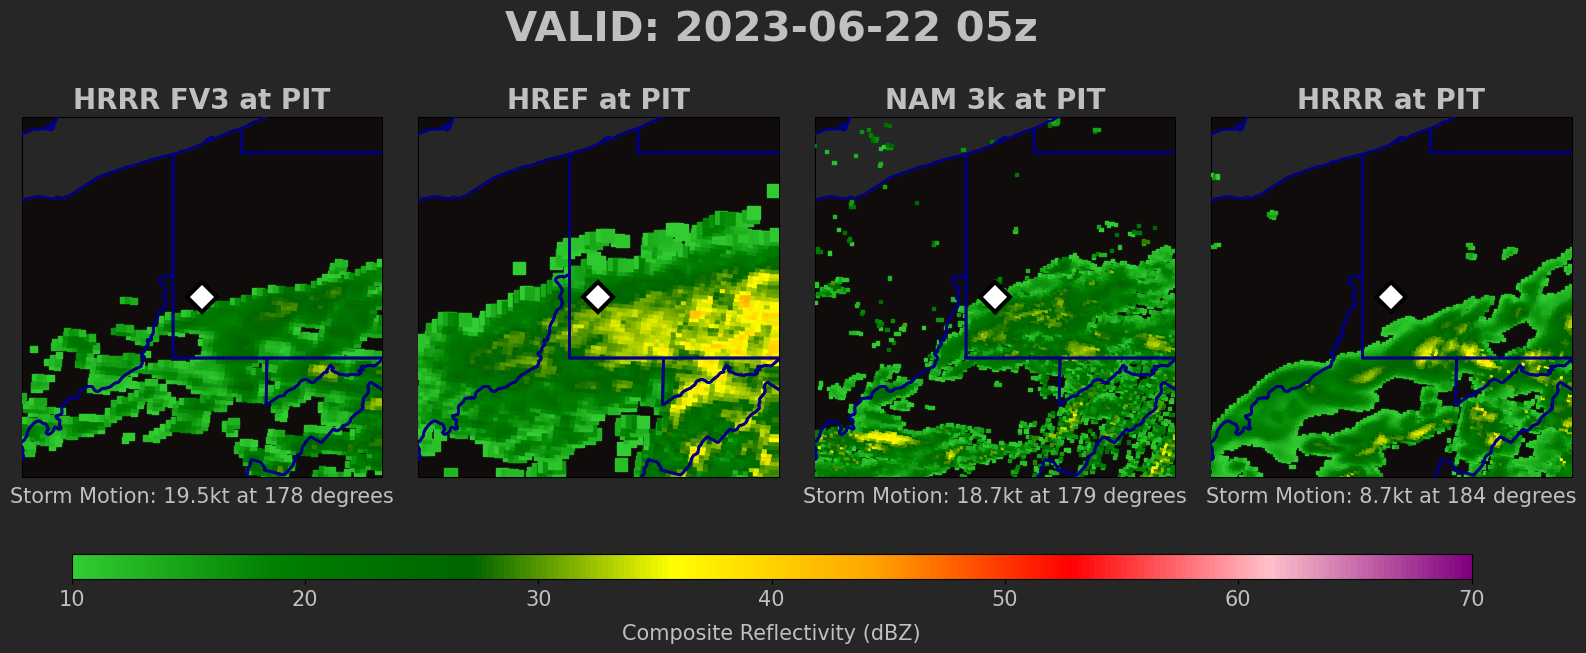 VALID: 2023-06-22 05z
HRRR FV3 at PIT
HREF at PIT
NAM 3k at PIT
HRRR at PIT
Storm Motion: 19.5kt at 178 degrees
Storm Motion: 18.7kt at 179 degrees
Storm Motion: 8.7kt at 184 degrees
10 20 30 40 50 60 70
Composite Reflectivity (dBZ)